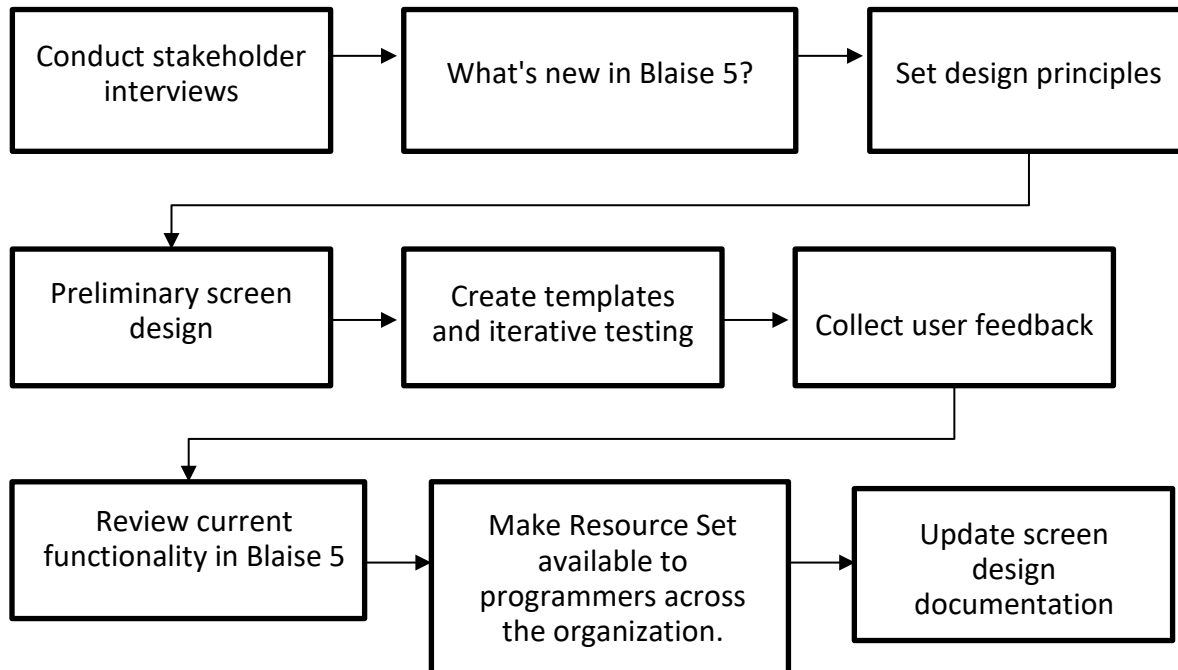 Conduct stakeholder
interviews
What's new in Blaise 5?
Set design principles
Preliminary screen
design
Create templates
and iterative testing
Collect user feedback
Review current
functionality in Blaise 5
Make Resource Set
available to
programmers across
the organization.
Update screen
design
documentation